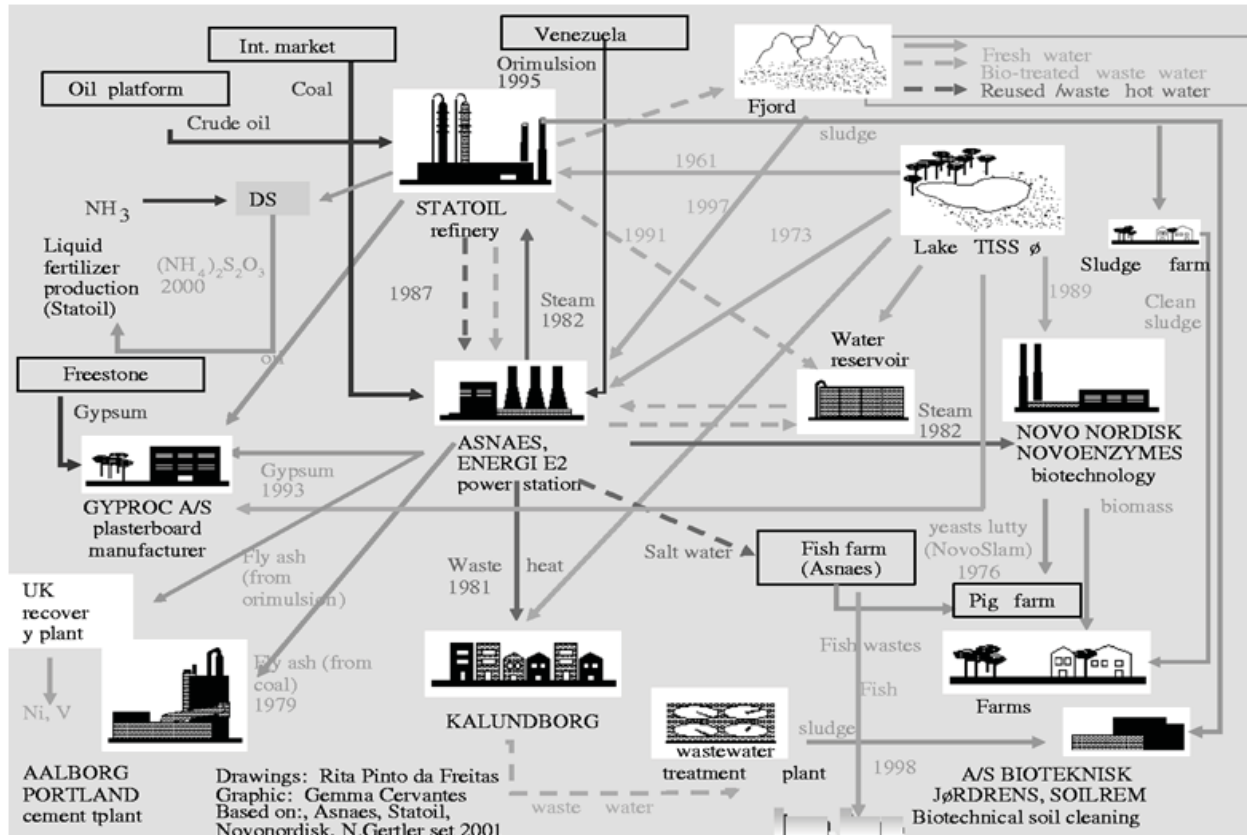 Int. market
Venezuela
Oil platform
Coal
Orimulsion
1995
Crude oil
Fjord
Fresh water
Bio-treated waste water
Reused /waste hot water
sludge
1961
1997
1991
1973
NH3
DS
STATOIL
refinery
Lake TISS ø
Sludge farm
Liquid
fertilizer
production
(Statoil)
(NH4)2S2O3
2000
1987
Steam
1982
1989
Clean
sludge
oil
Water
reservoir
Freestone
Gypsum
Steam
1982
ASNAES,
ENERGI E2
power station
NOVO NORDISK
NOVOENZYMES
biotechnology
Gypsum
1993
GYPROC A/S
plasterboard
manufacturer
biomass
yeasts lutty
(NovoSlam)
1976
Salt water
Fish farm
(Asnaes)
Fly ash
(from
orimulsion)
Waste heat
1981
UK
recover
y plant
Pig farm
Fish wastes
Fly ash (from
coal)
1979
Fish
Ni, V
KALUNDBORG
Farms
wastewater
treatment plant
sludge
1998
AALBORG
PORTLAND
cement tplant
Drawings: Rita Pinto da Freitas
Graphic: Gemma Cervantes
Based on:, Asnaes, Statoil,
Novonordisk, N.Gertler set 2001
waste water
A/S BIOTEKNISK
JøRDRENS, SOILREM
Biotechnical soil cleaning